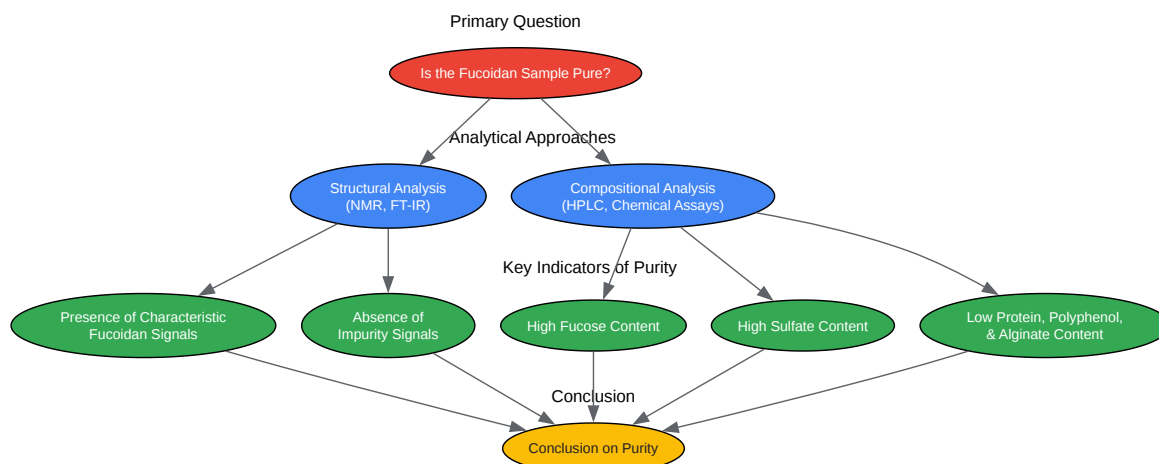 Primary Question
Is the Fucoidan Sample Pure?
Analytical Approaches
Structural Analysis
(NMR, FT-IR)
Compositional Analysis
(HPLC, Chemical Assays)
Key Indicators of Purity
Presence of Characteristic
Fucoidan Signals
Absence of
Impurity Signals
High Fucose Content
High Sulfate Content
Low Protein, Polyphenol,
& Alginate Content
Conclusion
Conclusion on Purity